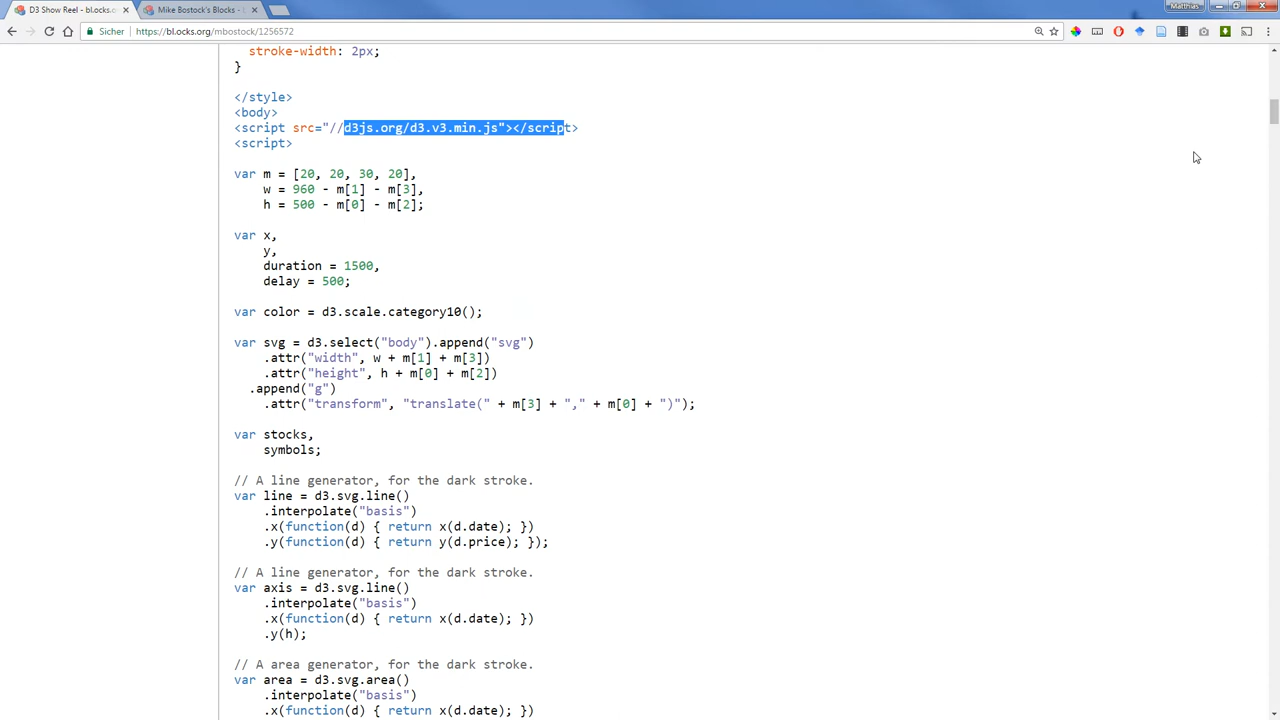 D3 Show Reel - bl.ocks.o
Mike Bostock's Blocks -
Matthias
Sicher
https://bl.ocks.org/mbostock/1256572
stroke-width: 2px;
}
</style>
<body>
<script src="//d3js.org/d3.v3.min.js"></script>
<script>
var m = [20, 20, 30, 20],
w = 960 - m[1] - m[3],
h = 500 - m[0] - m[2];
var x,
y,
duration = 1500,
delay = 500;
var color = d3.scale.category10();
var svg = d3.select("body").append("svg")
.attr("width", w + m[1] + m[3])
.attr("height", h + m[0] + m[2])
.append("g")
.attr("transform", "translate(" + m[3] + "," + m[0] + ")");
var stocks,
symbols;
// A line generator, for the dark stroke.
var line = d3.svg.line()
.interpolate("basis")
.x(function(d) { return x(d.date); })
.y(function(d) { return y(d.price); });
// A line generator, for the dark stroke.
var axis = d3.svg.line()
.interpolate("basis")
.x(function(d) { return x(d.date); })
.y(h);
// A area generator, for the dark stroke.
var area = d3.svg.area()
.interpolate("basis")
.x(function(d) { return x(d.date); })